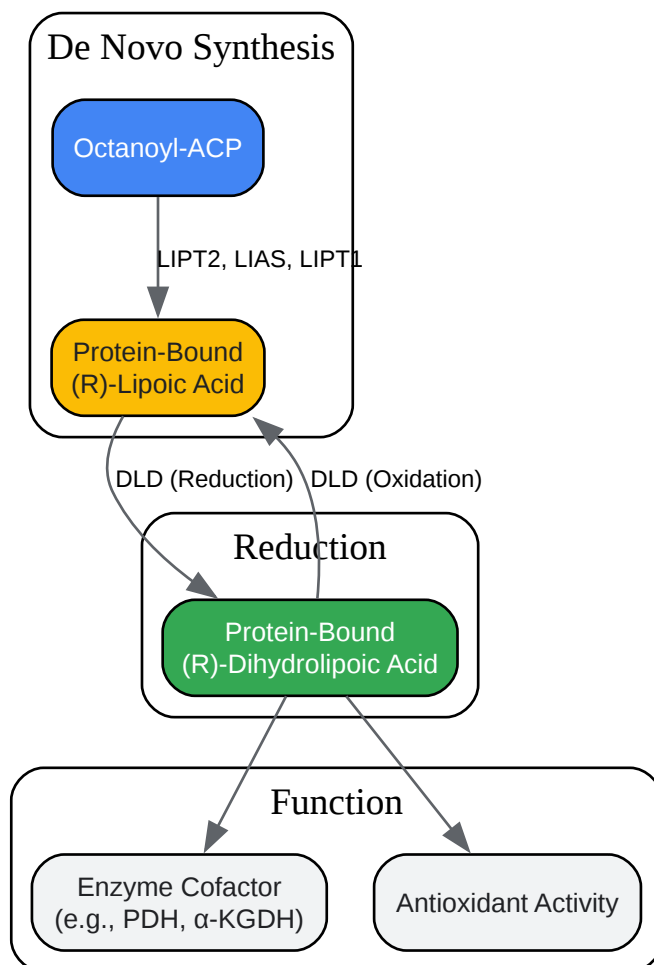 De Novo Synthesis
Octanoyl-ACP
LIPT2, LIAS, LIPT1
Protein-Bound
(R)-Lipoic Acid
DLD (Reduction)
DLD (Oxidation)
Reduction
Protein-Bound
(R)-Dihydrolipoic Acid
Function
Enzyme Cofactor
(e.g., PDH, α-KGDH)
Antioxidant Activity